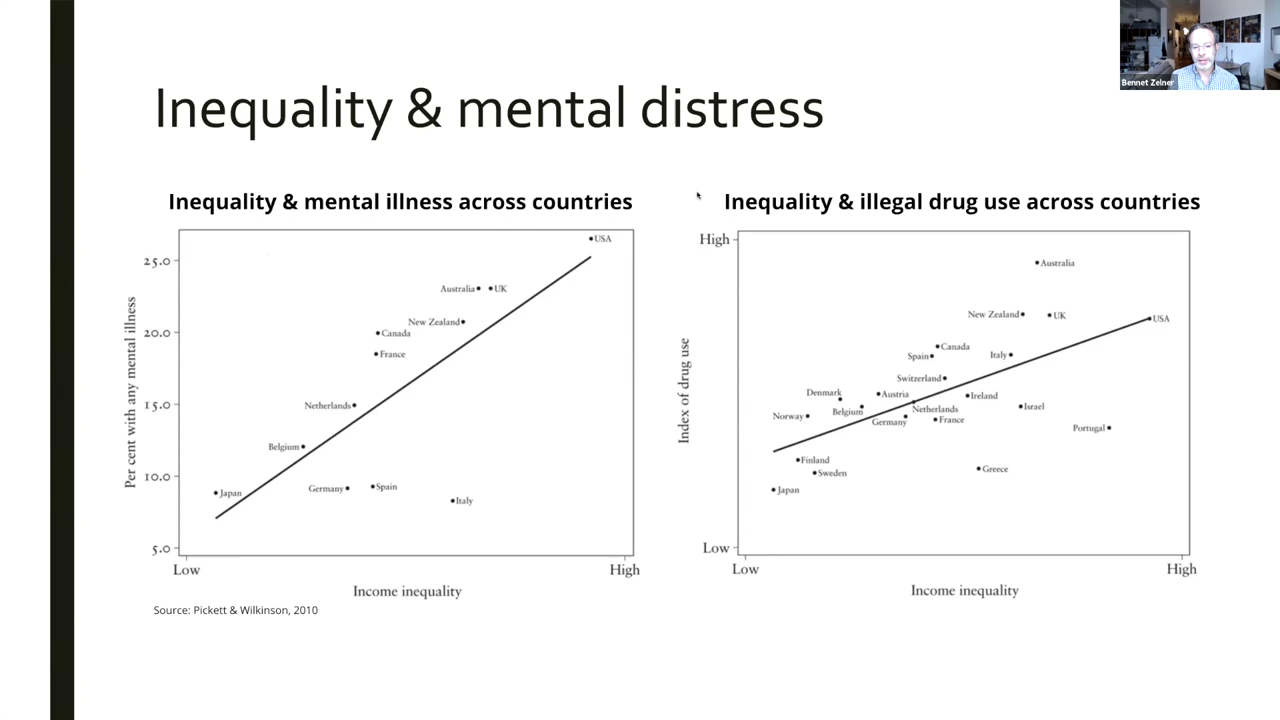 Bennet Zelner
Inequality & mental distress
Inequality & mental illness across countries
Per cent with any mental illness
25.0
20.0
15.0
10.0
5.0
USA
Australia
UK
New Zealand
Canada
France
Netherlands
Belgium
Japan
Germany
Spain
Italy
Low
High
Income inequality
Source: Pickett & Wilkinson, 2010
Inequality & illegal drug use across countries
Index of drug use
High
Low
Australia
New Zealand
UK
USA
Canada
Spain
Italy
Switzerland
Denmark
Austria
Ireland
Belgium
Netherlands
Israel
Norway
Germany
France
Portugal
Finland
Sweden
Greece
Japan
Low
High
Income inequality